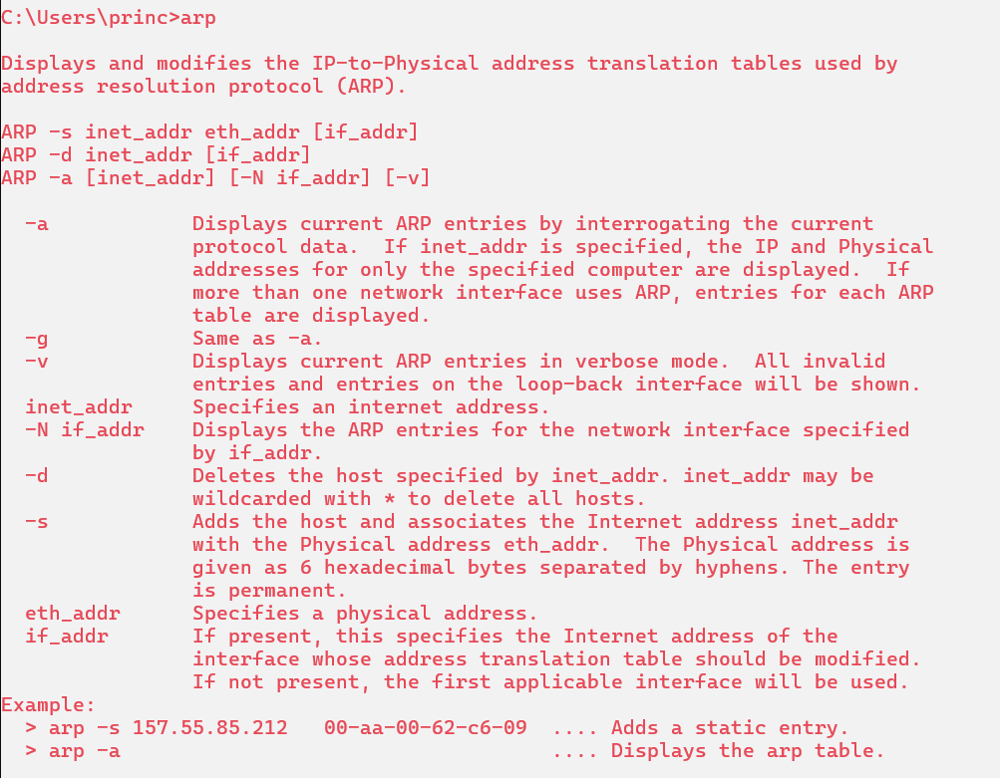 C:\Users\princ>arp
Displays and modifies the IP-to-Physical address translation tables used by
address resolution protocol (ARP).
ARP -s inet_addr eth_addr [if_addr]
ARP -d inet_addr [if_addr]
ARP -a [inet_addr] [-N if_addr] [-v]
  -a            Displays current ARP entries by interrogating the current
                protocol data.  If inet_addr is specified, the IP and Physical
                addresses for only the specified computer are displayed.  If
                more than one network interface uses ARP, entries for each ARP
                table are displayed.
  -g            Same as -a.
  -v            Displays current ARP entries in verbose mode.  All invalid
                entries and entries on the loop-back interface will be shown.
  inet_addr     Specifies an internet address.
  -N if_addr    Displays the ARP entries for the network interface specified
                by if_addr.
  -d            Deletes the host specified by inet_addr. inet_addr may be
                wildcarded with * to delete all hosts.
  -s            Adds the host and associates the Internet address inet_addr
                with the Physical address eth_addr.  The Physical address is
                given as 6 hexadecimal bytes separated by hyphens. The entry
                is permanent.
  eth_addr      Specifies a physical address.
  if_addr       If present, this specifies the Internet address of the
                interface whose address translation table should be modified.
                If not present, the first applicable interface will be used.
Example:
  > arp -s 157.55.85.212   00-aa-00-62-c6-09  .... Adds a static entry.
  > arp -a                                    .... Displays the arp table.